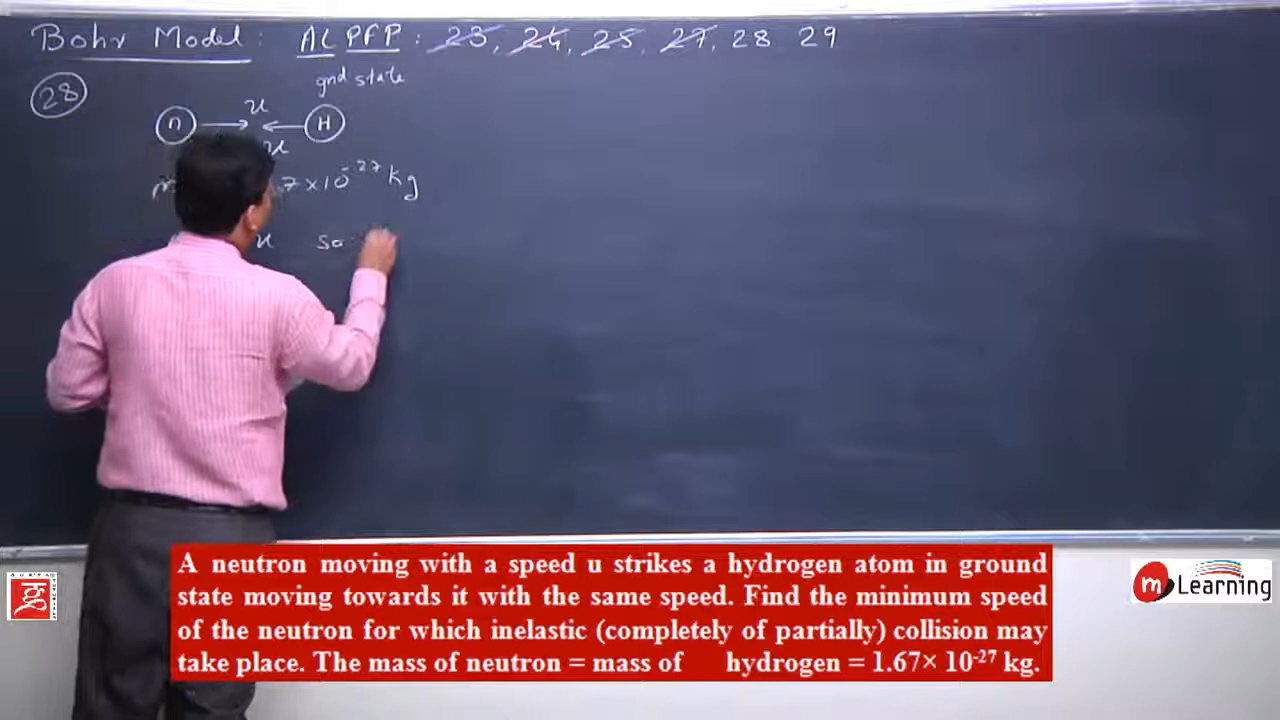 Bohr Model: ALPFP: 23, 24, 25, 27, 28 29
28
gnd state
u
n
H
u
7 × 10-27 kg
u so
A neutron moving with a speed u strikes a hydrogen atom in ground
state moving towards it with the same speed. Find the minimum speed
of the neutron for which inelastic (completely of partially) collision may
take place. The mass of neutron = mass of hydrogen = 1.67× 10-27 kg.
m Learning